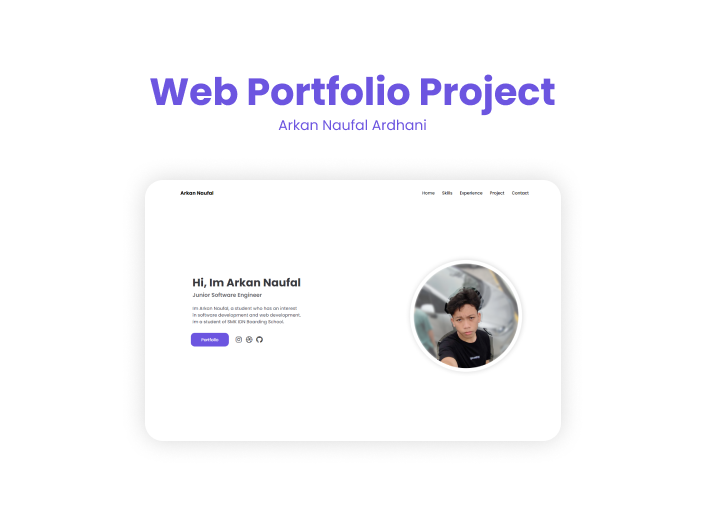 Web Portfolio Project
Arkan Naufal Ardhani
Arkan Naufal
Home Skills Experience Project Contact
Hi, Im Arkan Naufal
Junior Software Engineer
Im Arkan Naufal, a student who has an interest
in software development and web development,
Im a student of SMK IDN Boarding School.
Portfolio